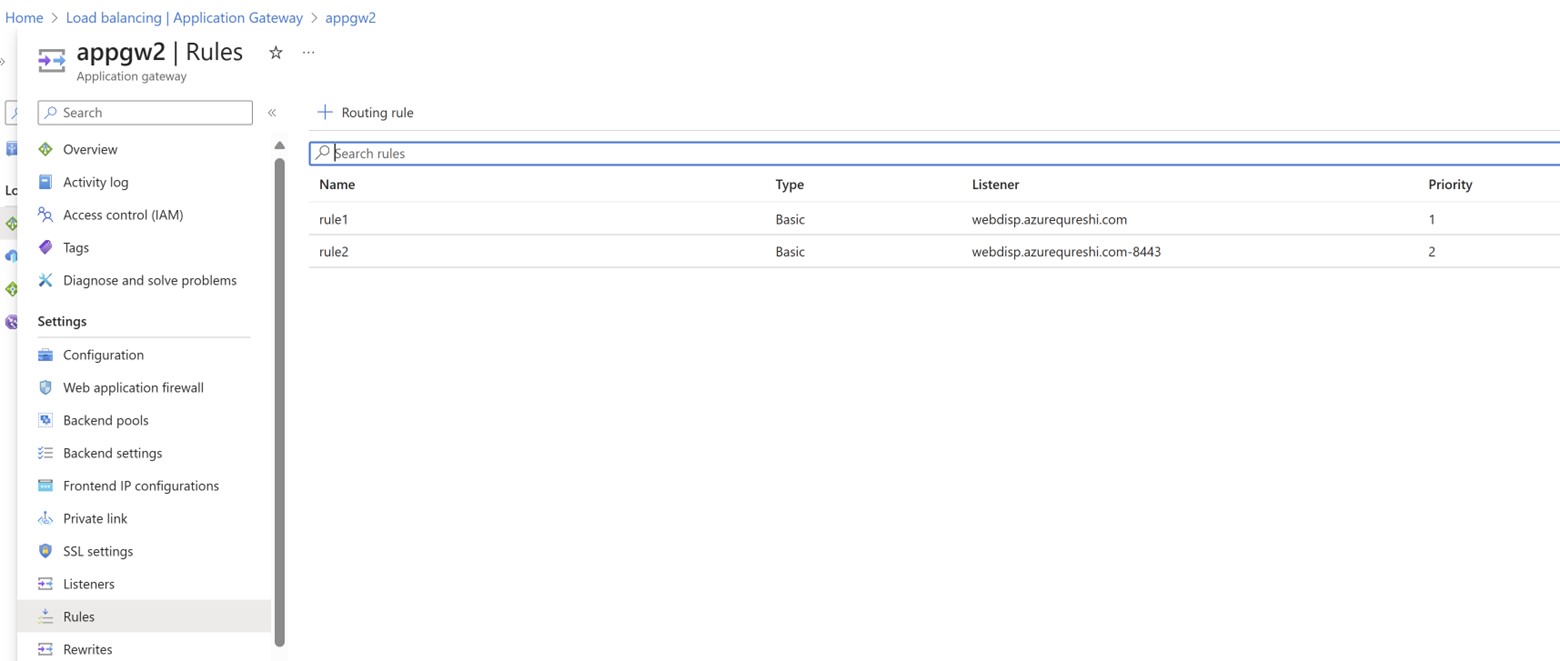 Home > Load balancing | Application Gateway > appgw2
appgw2 | Rules ☆ ...
Application gateway
Search «
Overview
Activity log
Access control (IAM)
Tags
Diagnose and solve problems
Settings
Configuration
Web application firewall
Backend pools
Backend settings
Frontend IP configurations
Private link
SSL settings
Listeners
Rules
Rewrites
Lo
+ Routing rule
Search rules
Name Type Listener Priority
rule1 Basic webdisp.azurequreshi.com 1
rule2 Basic webdisp.azurequreshi.com-8443 2